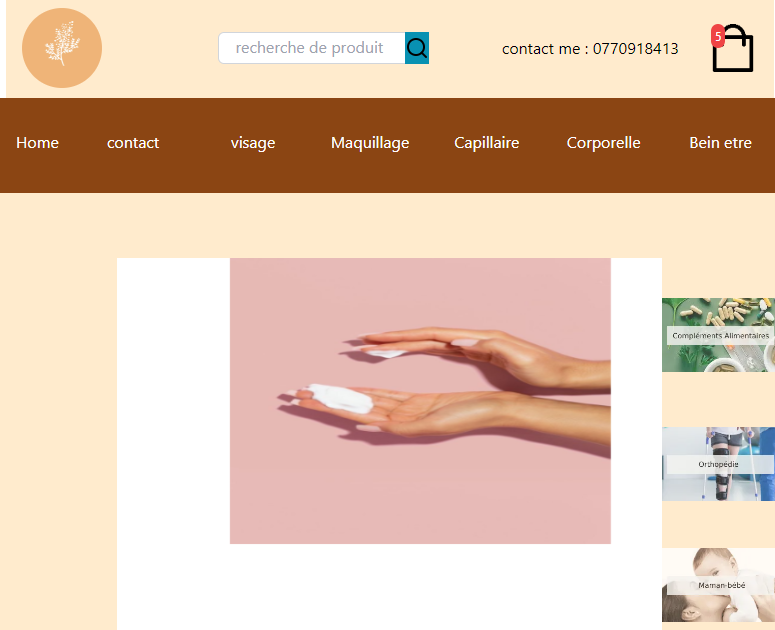 recherche de produit
contact me : 0770918413
5
Home contact visage Maquillage Capillaire Corporelle Bein etre
Compléments Alimentaires
Orthopédie
Maman-bébé